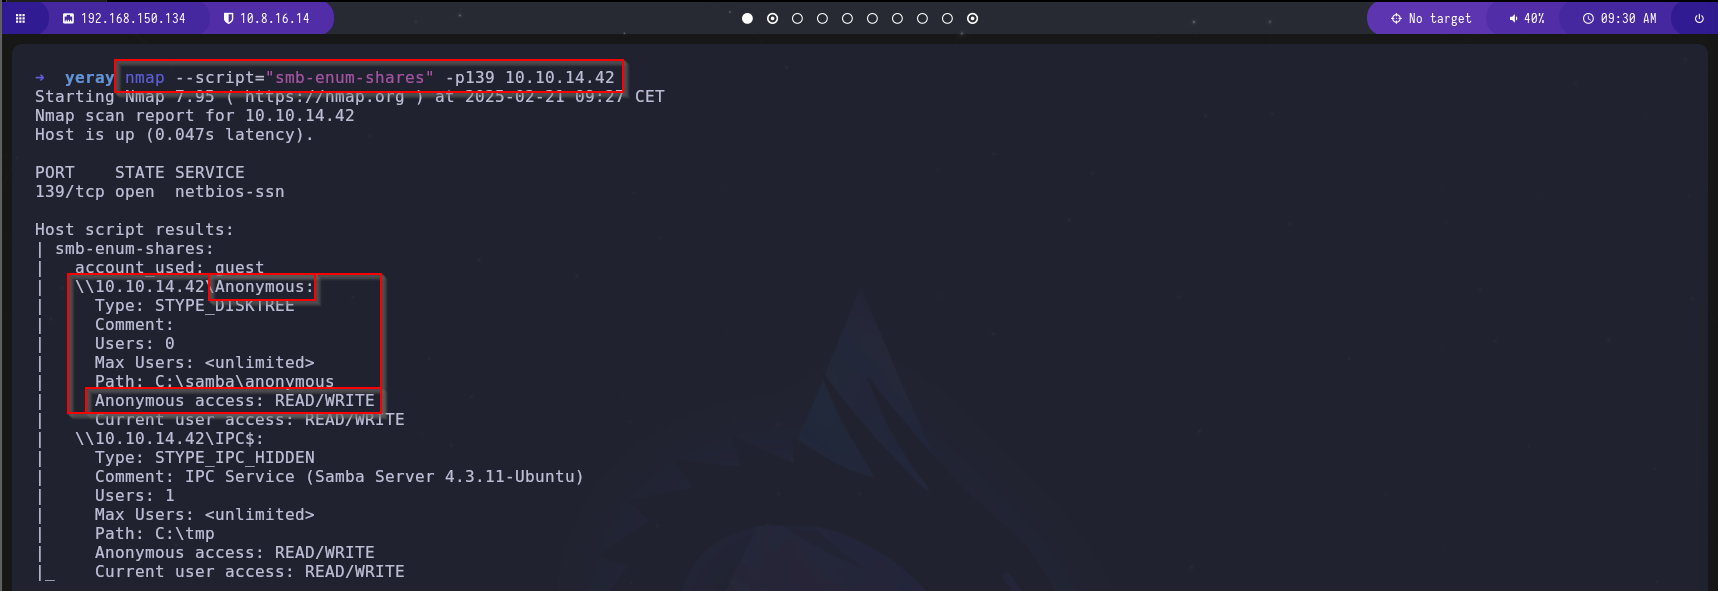 192.168.150.134 10.8.16.14 No target 40% 09:30 AM
→ yeray nmap --script="smb-enum-shares" -p139 10.10.14.42
Starting Nmap 7.95 ( https://nmap.org ) at 2025-02-21 09:27 CET
Nmap scan report for 10.10.14.42
Host is up (0.047s latency).
PORT    STATE SERVICE
139/tcp open  netbios-ssn
Host script results:
| smb-enum-shares:
|   account_used: guest
|   \\10.10.14.42\Anonymous:
|     Type: STYPE_DISKTREE
|     Comment:
|     Users: 0
|     Max Users: <unlimited>
|     Path: C:\samba\anonymous
|     Anonymous access: READ/WRITE
|     Current user access: READ/WRITE
|   \\10.10.14.42\IPC$:
|     Type: STYPE_IPC_HIDDEN
|     Comment: IPC Service (Samba Server 4.3.11-Ubuntu)
|     Users: 1
|     Max Users: <unlimited>
|     Path: C:\tmp
|     Anonymous access: READ/WRITE
|_    Current user access: READ/WRITE